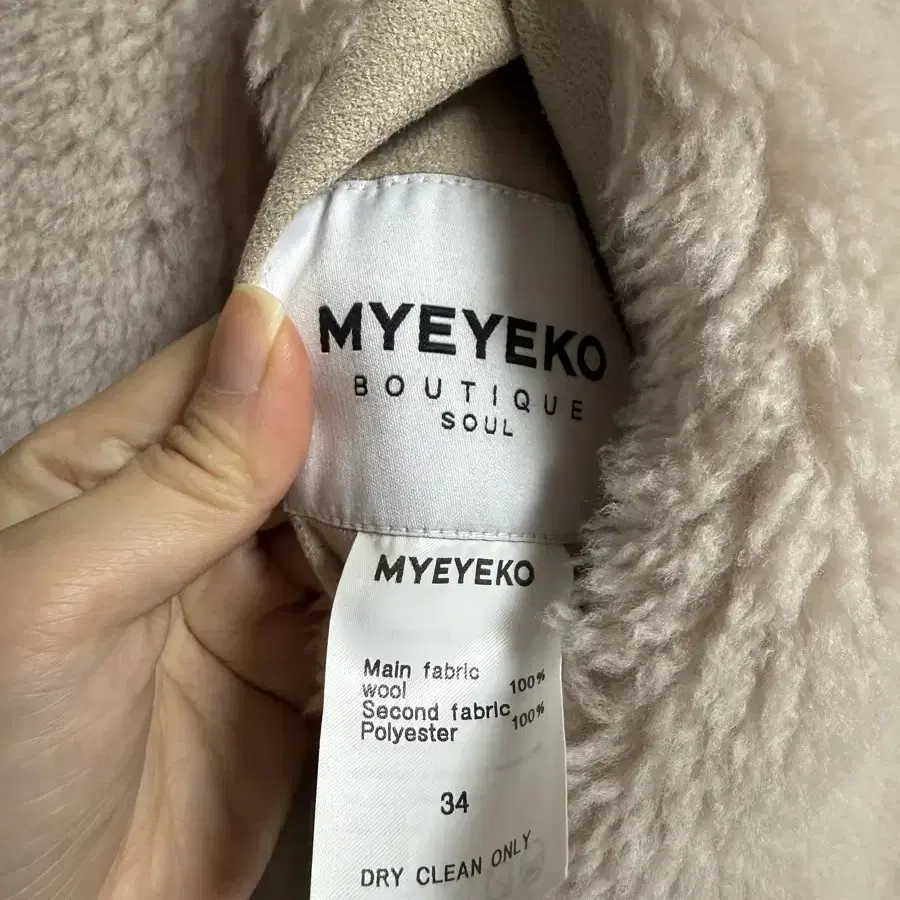 MYEYEKO
BOUTIQUE
SOUL
MYEYEKO
Main fabric
wool 100%
Second fabric
Polyester 100%
34
DRY CLEAN ONLY